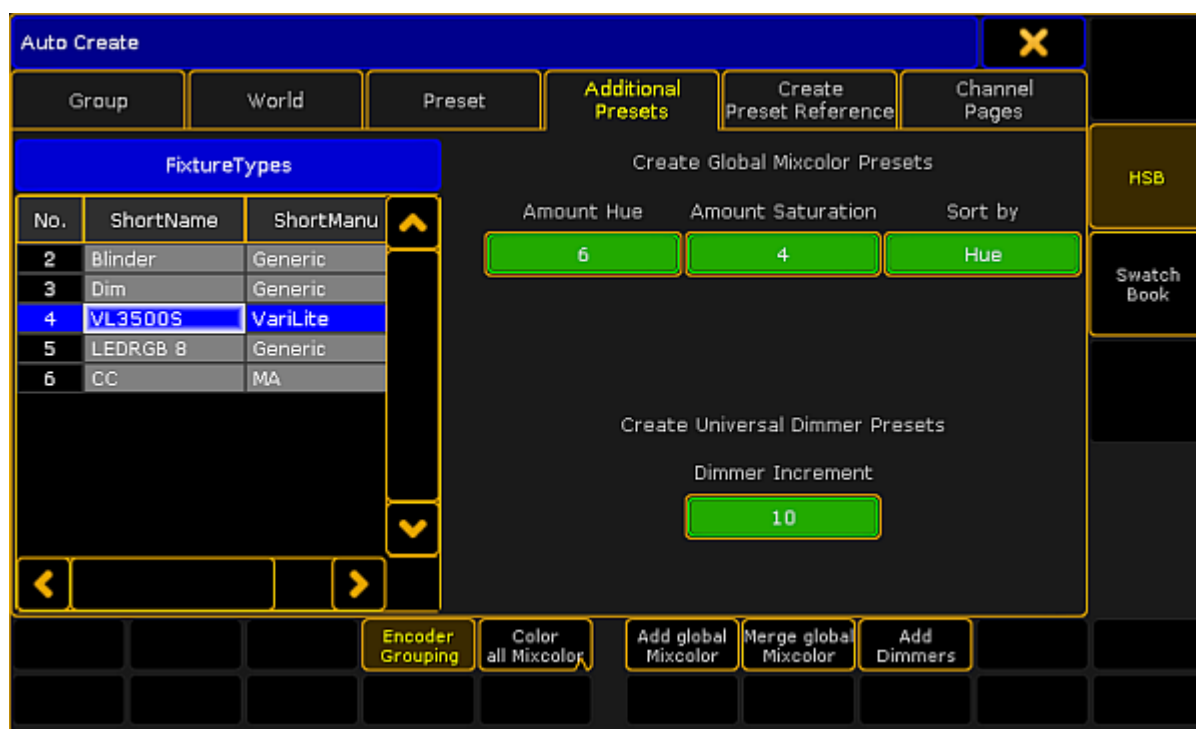 Auto Create
Group World Preset Additional Presets Create Preset Reference Channel Pages
FixtureTypes
Create Global Mixcolor Presets
HSB
No. ShortName ShortManu
Amount Hue Amount Saturation Sort by
6 4 Hue
2 Blinder Generic
3 Dim Generic
4 VL3500S VariLite
5 LEDRGB 8 Generic
6 CC MA
Swatch Book
Create Universal Dimmer Presets
Dimmer Increment
10
Encoder Grouping Color all Mixcolor Add global Mixcolor Merge global Mixcolor Add Dimmers